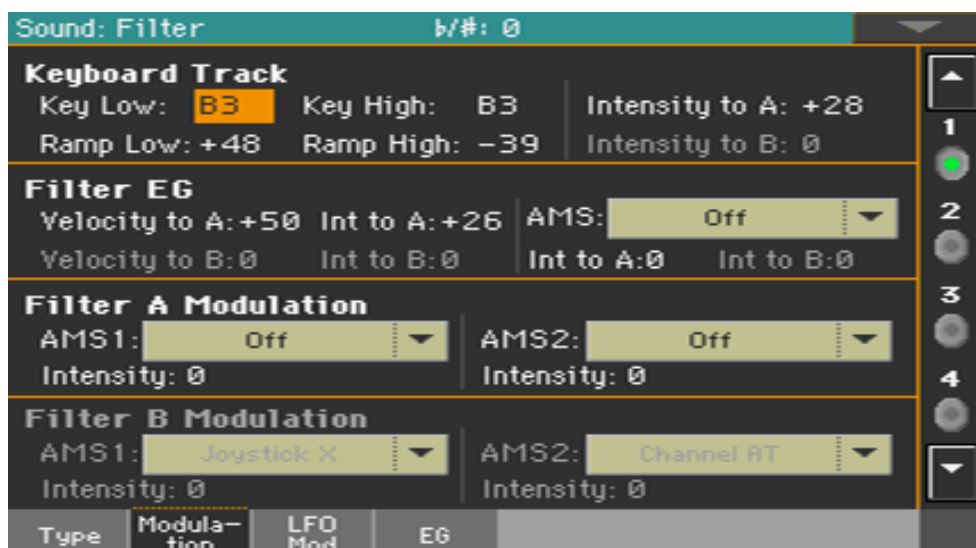 Sound: Filter ♭/#: 0
Keyboard Track
Key Low: B3 Key High: B3 Intensity to A: +28
Ramp Low: +48 Ramp High: -39 Intensity to B: 0
1
Filter EG
Velocity to A: +50 Int to A: +26 AMS: Off
2
Velocity to B: 0 Int to B: 0 Int to A: 0 Int to B: 0
3
Filter A Modulation
AMS1: Off AMS2: Off
Intensity: 0 Intensity: 0
4
Filter B Modulation
AMS1: Joystick X AMS2: Channel AT
Intensity: 0 Intensity: 0
Type Modula-
tion LFO
Mod EG